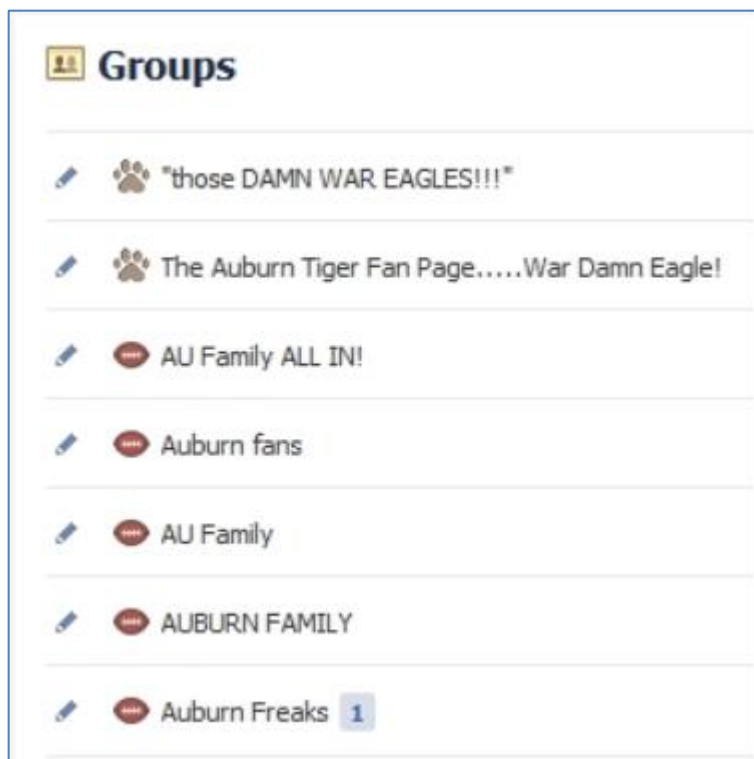 Groups
"those DAMN WAR EAGLES!!!"
The Auburn Tiger Fan Page.....War Damn Eagle!
AU Family ALL IN!
Auburn fans
AU Family
AUBURN FAMILY
Auburn Freaks 1